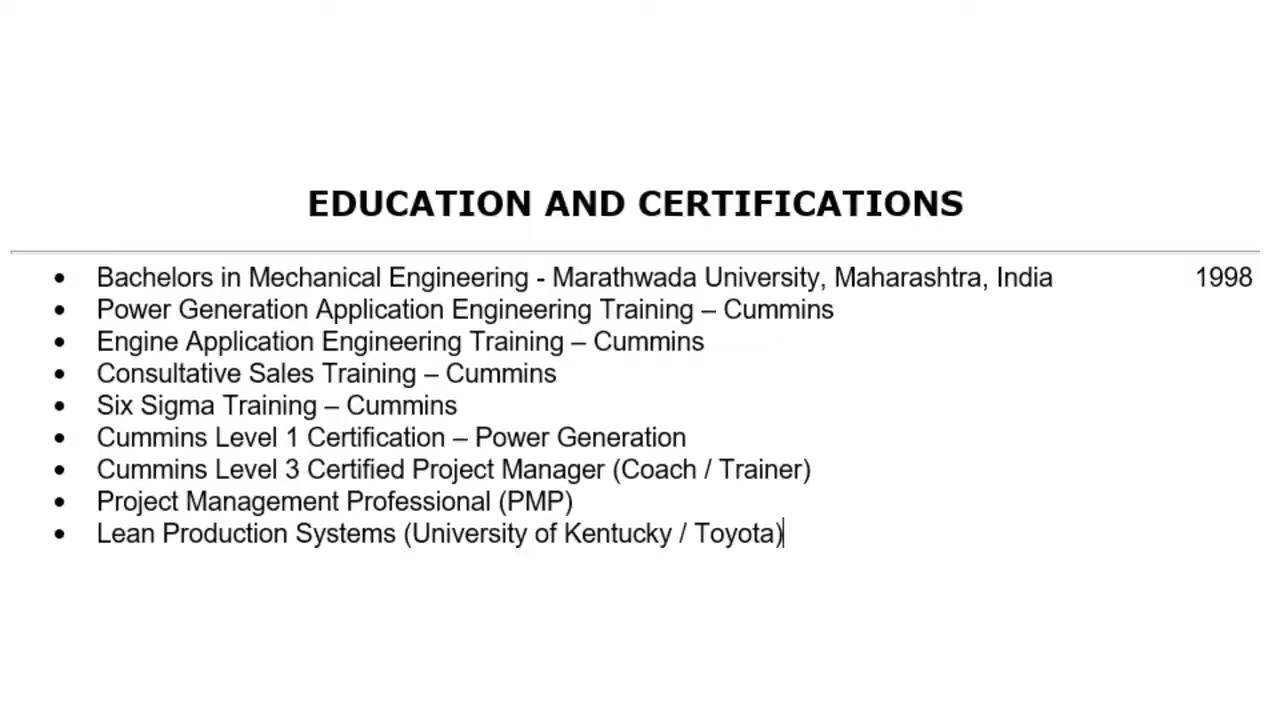 EDUCATION AND CERTIFICATIONS
• Bachelors in Mechanical Engineering - Marathwada University, Maharashtra, India 1998
• Power Generation Application Engineering Training – Cummins
• Engine Application Engineering Training – Cummins
• Consultative Sales Training – Cummins
• Six Sigma Training – Cummins
• Cummins Level 1 Certification – Power Generation
• Cummins Level 3 Certified Project Manager (Coach / Trainer)
• Project Management Professional (PMP)
• Lean Production Systems (University of Kentucky / Toyota)